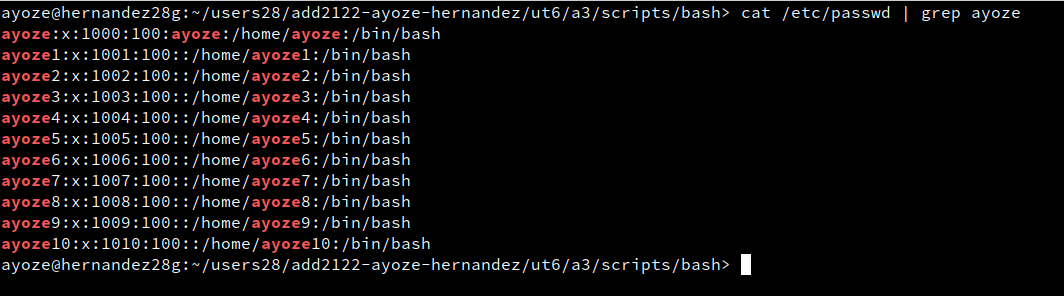 ayoze@hernandez28g:~/users28/add2122-ayoze-hernandez/ut6/a3/scripts/bash> cat /etc/passwd | grep ayoze
ayoze:x:1000:100:ayoze:/home/ayoze:/bin/bash
ayoze1:x:1001:100::/home/ayoze1:/bin/bash
ayoze2:x:1002:100::/home/ayoze2:/bin/bash
ayoze3:x:1003:100::/home/ayoze3:/bin/bash
ayoze4:x:1004:100::/home/ayoze4:/bin/bash
ayoze5:x:1005:100::/home/ayoze5:/bin/bash
ayoze6:x:1006:100::/home/ayoze6:/bin/bash
ayoze7:x:1007:100::/home/ayoze7:/bin/bash
ayoze8:x:1008:100::/home/ayoze8:/bin/bash
ayoze9:x:1009:100::/home/ayoze9:/bin/bash
ayoze10:x:1010:100::/home/ayoze10:/bin/bash
ayoze@hernandez28g:~/users28/add2122-ayoze-hernandez/ut6/a3/scripts/bash>